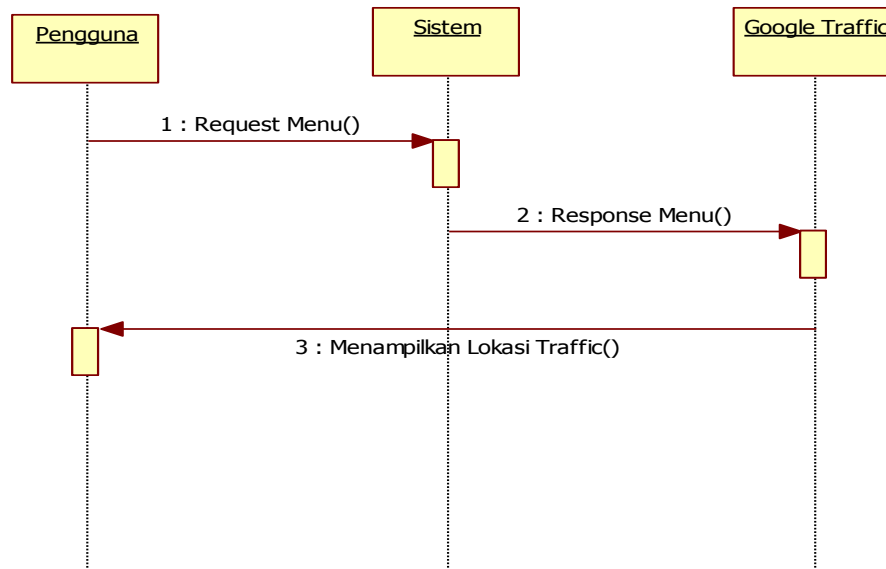 Pengguna
Sistem
Google Traffic
1 : Request Menu()
2 : Response Menu()
3 : Menampilkan Lokasi Traffic()